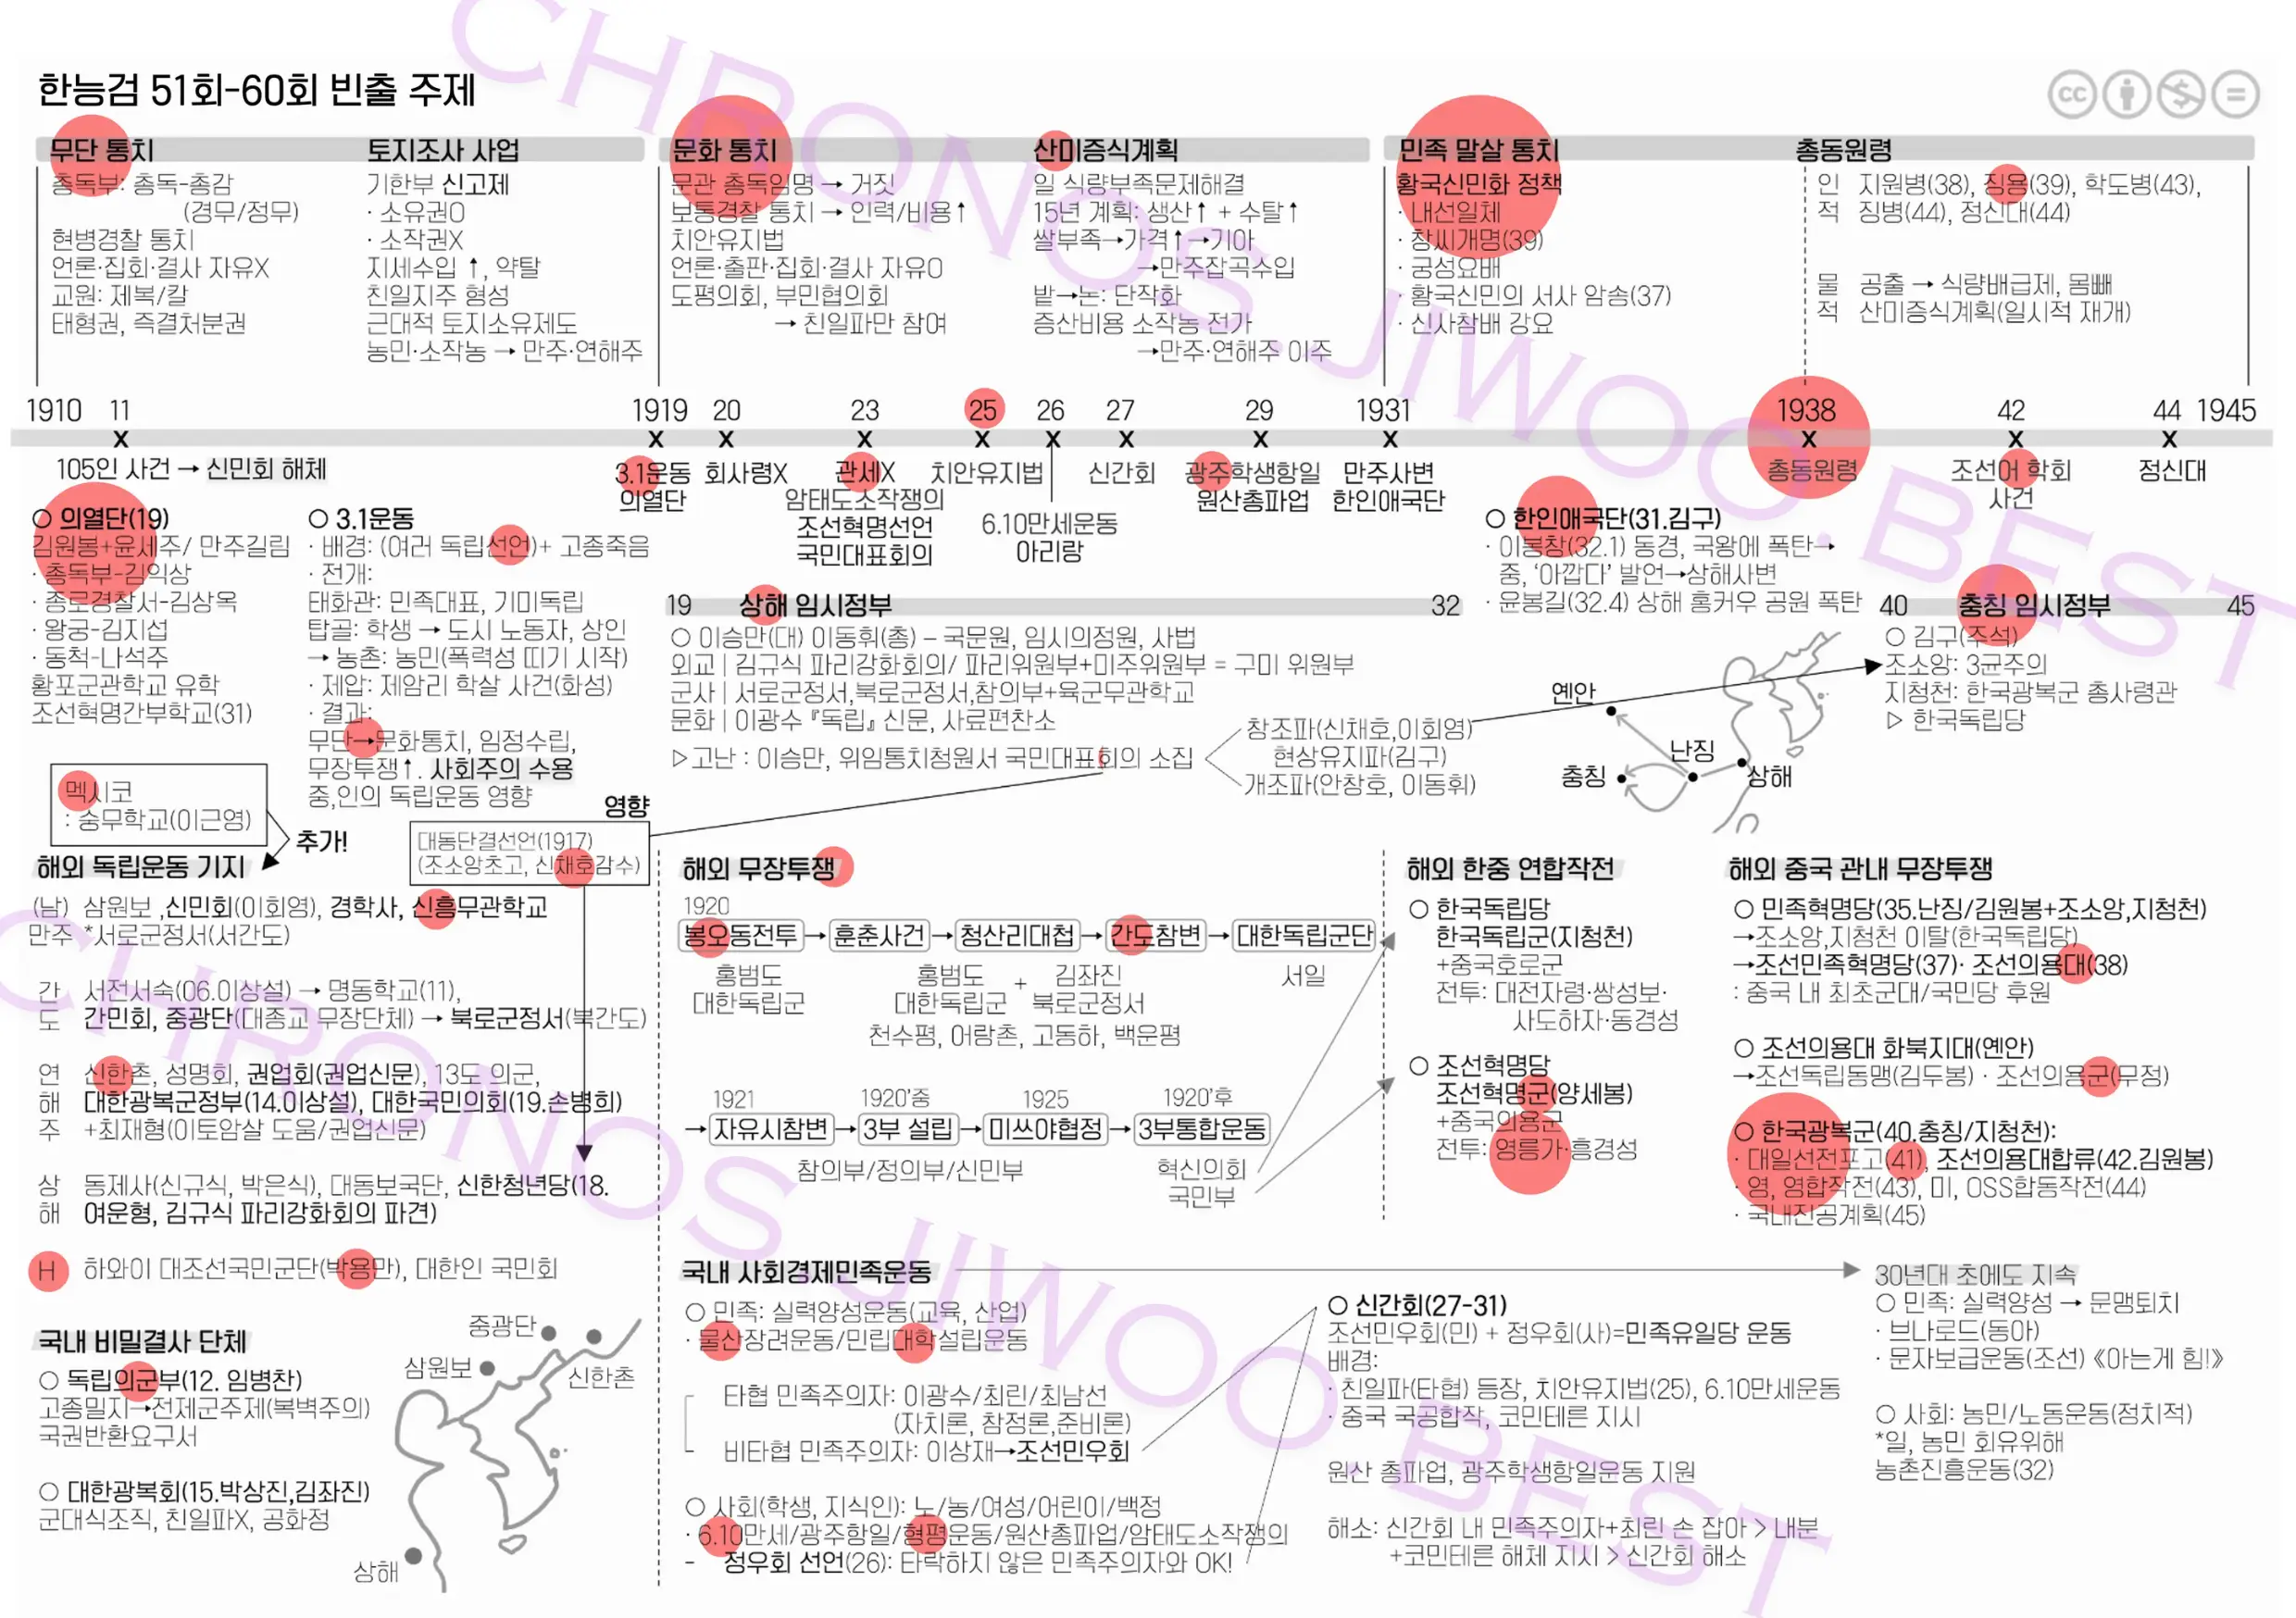 한능검 51회-60회 빈출 주제
무단 통치
총독부: 총독-총감
(경무/정무)
헌병경찰 통치
언론·집회·결사 자유X
교원: 제복/칼
태형권, 즉결처분권
토지조사 사업
기한부 신고제
· 소유권O
· 소작권X
지세수입 ↑, 약탈
친일지주 형성
근대적 토지소유제도
농민·소작농 → 만주·연해주
문화 통치
문관 총독임명 → 거짓
보통경찰 통치 → 인력/비용↑
치안유지법
언론·출판·집회·결사 자유O
도평의회, 부민협의회
→ 친일파만 참여
산미증식계획
일 식량부족문제해결
15년 계획: 생산↑ + 수탈↑
쌀부족→가격↑→기아
→만주잡곡수입
밭→논: 단작화
증산비용 소작농 전가
→만주·연해주 이주
민족 말살 통치
황국신민화 정책
· 내선일체
· 창씨개명(39)
· 궁성요배
· 황국신민의 서사 암송(37)
· 신사참배 강요
총동원령
인 지원병(38), 징용(39), 학도병(43),
적 징병(44), 정신대(44)
물 공출 → 식량배급제, 몸빼
적 산미증식계획(일시적 재개)
1910 11 1919 20 23 25 26 27 29 1931 1938 42 44 1945
x x x x x x x x x x x x
105인 사건 → 신민회 해체
3.1운동
의열단
회사령X
관세X
암태도소작쟁의
조선혁명선언
국민대표회의
치안유지법
6.10만세운동
아리랑
신간회
광주학생항일
원산총파업
만주사변
한인애국단
총동원령
조선어 학회
사건
정신대
○ 의열단(19)
김원봉+윤세주/ 만주길림
· 총독부-김익상
· 종로경찰서-김상옥
· 왕궁-김지섭
· 동척-나석주
황포군관학교 유학
조선혁명간부학교(31)
○ 3.1운동
· 배경: (여러 독립선언)+ 고종죽음
· 전개:
태화관: 민족대표, 기미독립
탑골: 학생 → 도시 노동자, 상인
→ 농촌: 농민(폭력성 띠기 시작)
· 제압: 제암리 학살 사건(화성)
· 결과:
무단→문화통치, 임정수립,
무장투쟁↑. 사회주의 수용
중,인의 독립운동 영향
○ 한인애국단(31.김구)
· 이봉창(32.1) 동경, 국왕에 폭탄→
중, '아깝다' 발언→상해사변
· 윤봉길(32.4) 상해 홍커우 공원 폭탄
19 상해 임시정부 32
○ 이승만(대) 이동휘(총) – 국문원, 임시의정원, 사법
외교 | 김규식 파리강화회의/ 파리위원부+미주위원부 = 구미 위원부
군사 | 서로군정서,북로군정서,참의부+육군무관학교
문화 | 이광수 『독립』 신문, 사료편찬소
▷고난 : 이승만, 위임통치청원서 국민대표회의 소집
창조파(신채호,이회영)
현상유지파(김구)
개조파(안창호, 이동휘)
40 충칭 임시정부 45
○ 김구(주석)
조소앙: 3균주의
지청천: 한국광복군 총사령관
▷ 한국독립당
옌안
난징
충칭
상해
멕시코
: 숭무학교(이근영)
추가!
영향
대동단결선언(1917)
(조소앙초고, 신채호감수)
해외 독립운동 기지
(남) 삼원보 ,신민회(이회영), 경학사, 신흥무관학교
만주 *서로군정서(서간도)
간 서전서숙(06.이상설) → 명동학교(11),
도 간민회, 중광단(대종교 무장단체) → 북로군정서(북간도)
연 신한촌, 성명회, 권업회(권업신문), 13도 의군,
해 대한광복군정부(14.이상설), 대한국민의회(19.손병희)
주 +최재형(이토암살 도움/권업신문)
상 동제사(신규식, 박은식), 대동보국단, 신한청년당(18.
해 여운형, 김규식 파리강화회의 파견)
H 하와이 대조선국민군단(박용만), 대한인 국민회
해외 무장투쟁
1920
봉오동전투 → 훈춘사건 → 청산리대첩 → 간도참변 → 대한독립군단
홍범도
대한독립군
홍범도 + 김좌진
대한독립군 북로군정서
서일
천수평, 어랑촌, 고동하, 백운평
1921 1920'중 1925 1920'후
→ 자유시참변 → 3부 설립 → 미쓰야협정 → 3부통합운동
참의부/정의부/신민부
혁신의회
국민부
해외 한중 연합작전
○ 한국독립당
한국독립군(지청천)
+중국호로군
전투: 대전자령·쌍성보·
사도하자·동경성
○ 조선혁명당
조선혁명군(양세봉)
+중국의용군
전투: 영릉가·흥경성
해외 중국 관내 무장투쟁
○ 민족혁명당(35.난징/김원봉+조소앙,지청천)
→조소앙,지청천 이탈(한국독립당)
→조선민족혁명당(37)· 조선의용대(38)
: 중국 내 최초군대/국민당 후원
○ 조선의용대 화북지대(옌안)
→조선독립동맹(김두봉) · 조선의용군(무정)
○ 한국광복군(40.충칭/지청천):
· 대일선전포고(41), 조선의용대합류(42.김원봉)
· 영, 영합작전(43), 미, OSS합동작전(44)
· 국내진공계획(45)
국내 비밀결사 단체
○ 독립의군부(12. 임병찬)
고종밀지→전제군주제(복벽주의)
국권반환요구서
○ 대한광복회(15.박상진,김좌진)
군대식조직, 친일파X, 공화정
중광단
삼원보
신한촌
상해
국내 사회경제민족운동
○ 민족: 실력양성운동(교육, 산업)
· 물산장려운동/민립대학설립운동
타협 민족주의자: 이광수/최린/최남선
(자치론, 참정론,준비론)
비타협 민족주의자: 이상재→조선민우회
○ 사회(학생, 지식인): 노/농/여성/어린이/백정
· 6.10만세/광주항일/형평운동/원산총파업/암태도소작쟁의
- 정우회 선언(26): 타락하지 않은 민족주의자와 OK!
○ 신간회(27-31)
조선민우회(민) + 정우회(사)=민족유일당 운동
배경:
· 친일파(타협) 등장, 치안유지법(25), 6.10만세운동
· 중국 국공합작, 코민테른 지시
원산 총파업, 광주학생항일운동 지원
해소: 신간회 내 민족주의자+최린 손 잡아 > 내분
+코민테른 해체 지시 > 신간회 해소
30년대 초에도 지속
○ 민족: 실력양성 → 문맹퇴치
· 브나로드(동아)
· 문자보급운동(조선) 《아는게 힘!》
○ 사회: 농민/노동운동(정치적)
*일, 농민 회유위해
농촌진흥운동(32)
CHRONOS.JIWOO.BEST
CHRONOS.JIWOO.BEST
cc